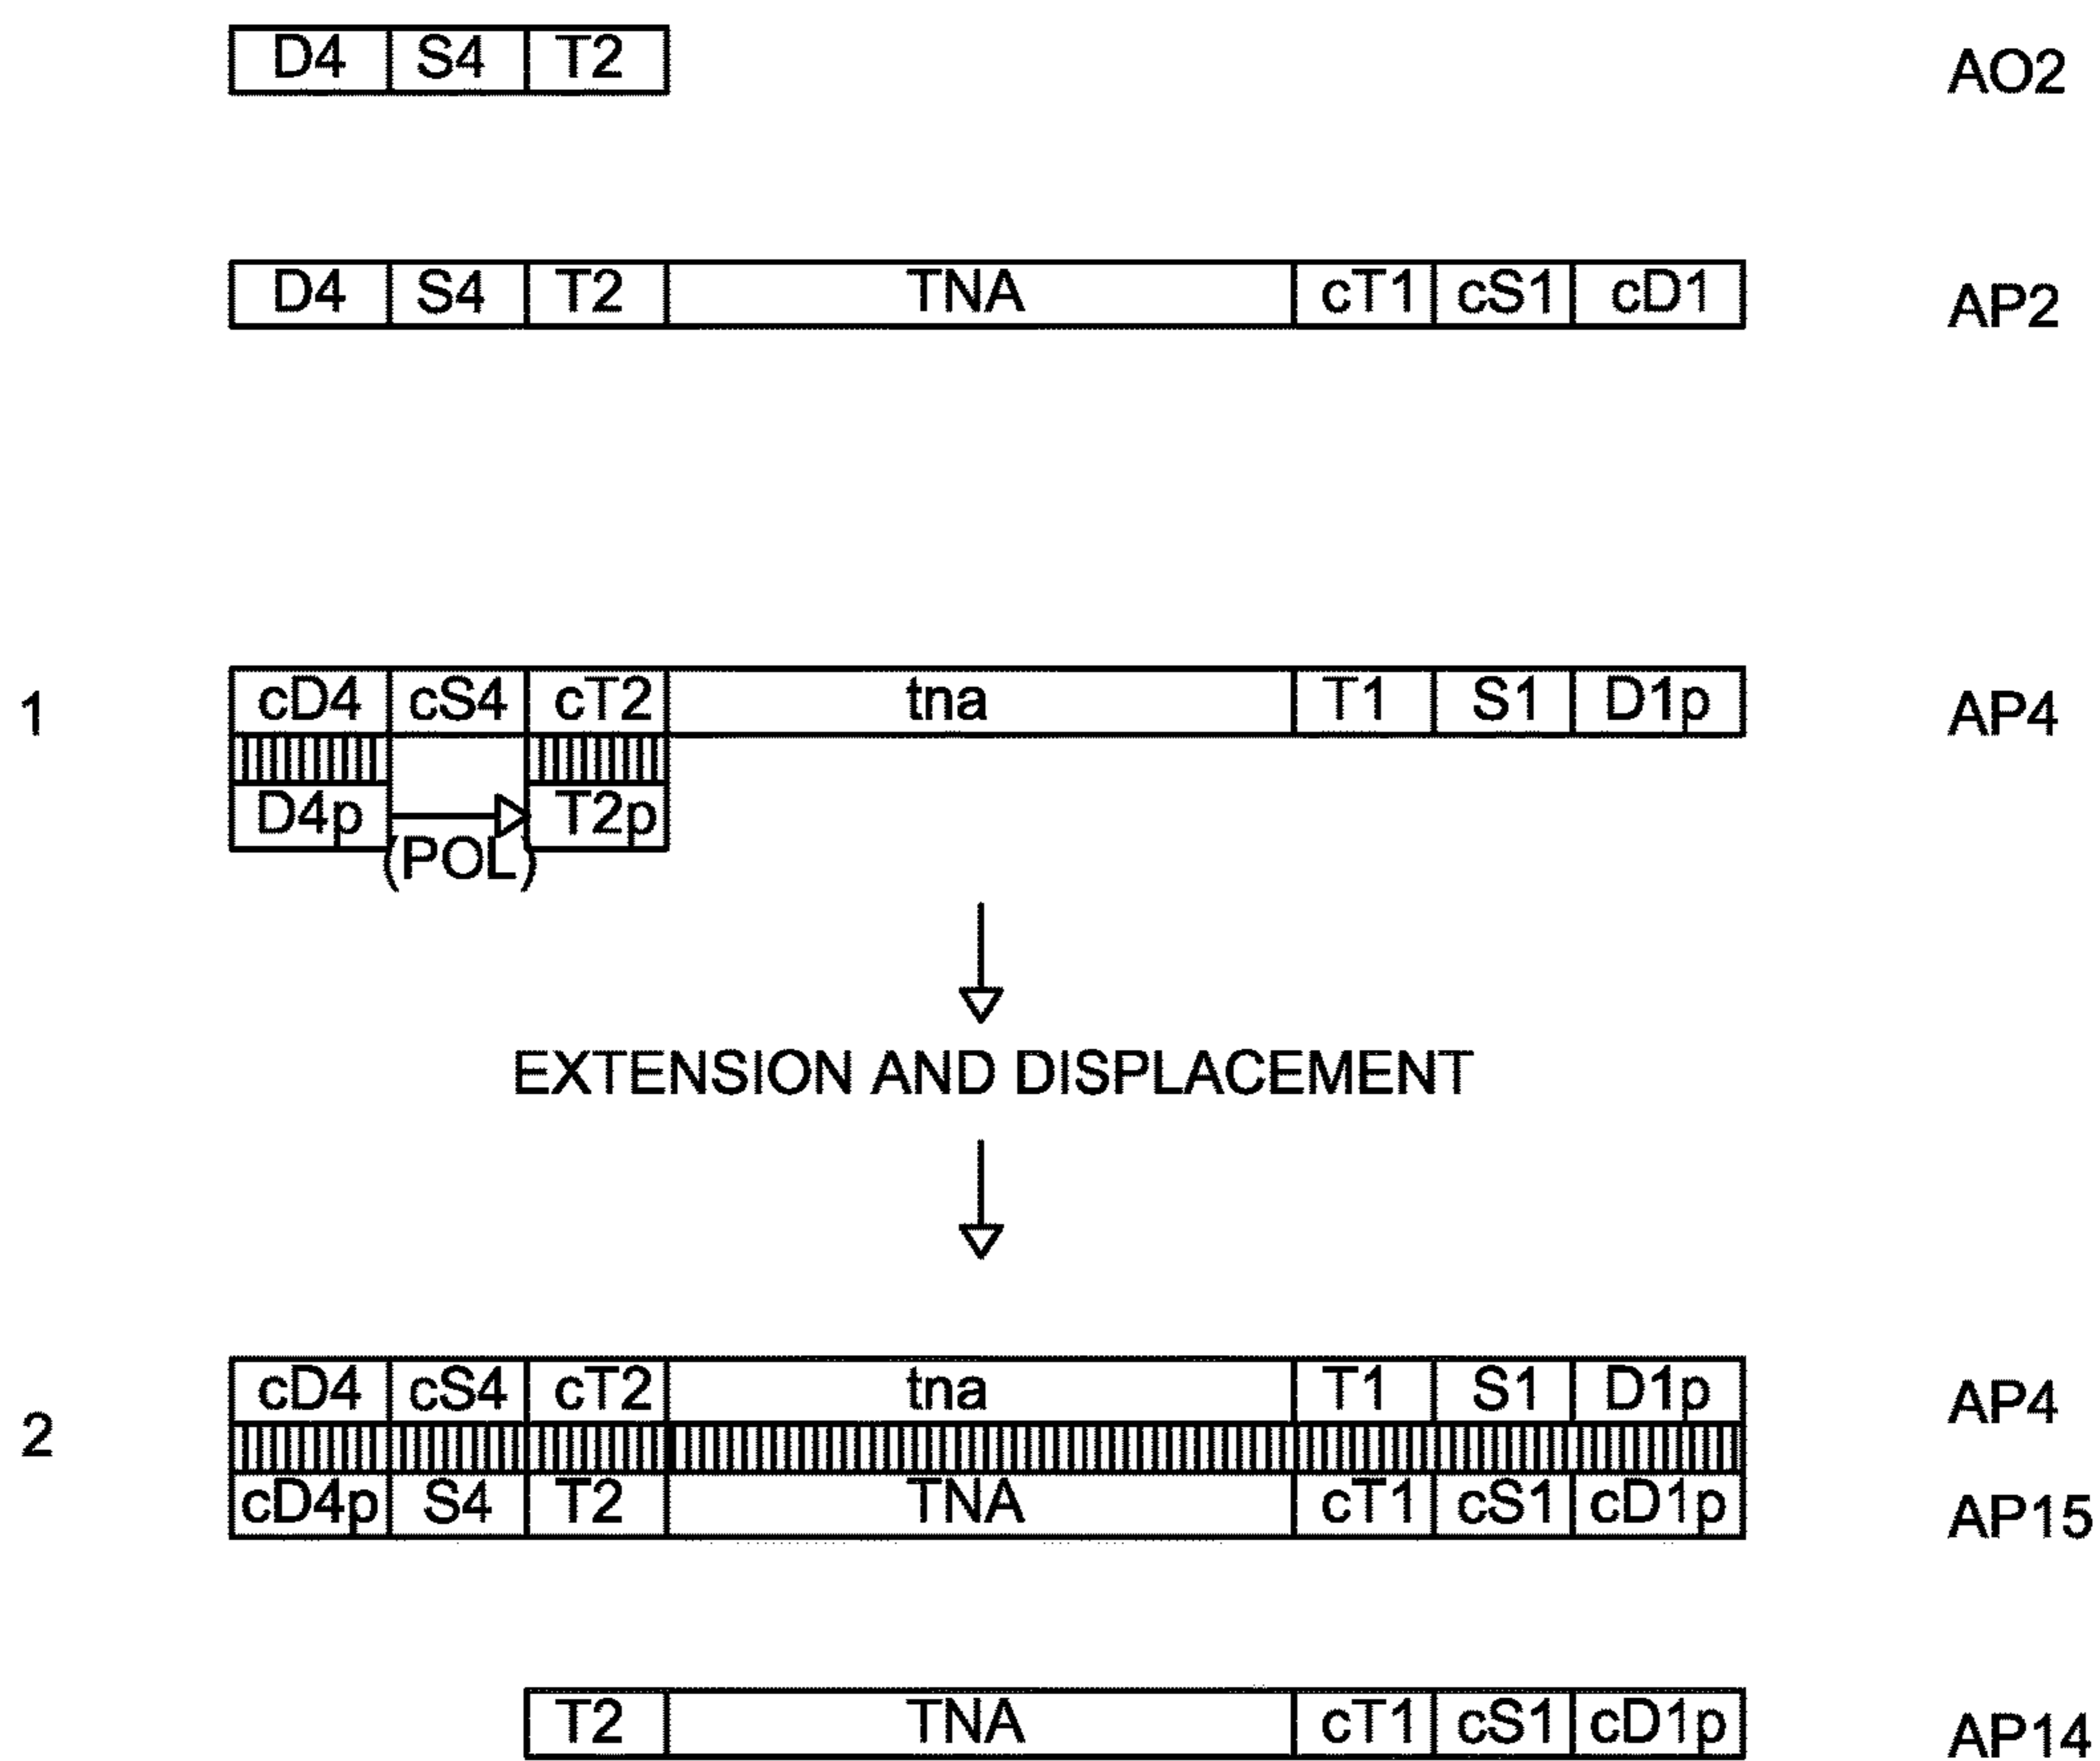 D4 S4 T2 AO2
D4 S4 T2 TNA cT1 cS1 cD1 AP2
1 cD4 cS4 cT2 tna T1 S1 D1p AP4
D4p T2p
(POL)
EXTENSION AND DISPLACEMENT
cD4 cS4 cT2 tna T1 S1 D1p AP4
2
cD4p S4 T2 TNA cT1 cS1 cD1p AP15
T2 TNA cT1 cS1 cD1p AP14